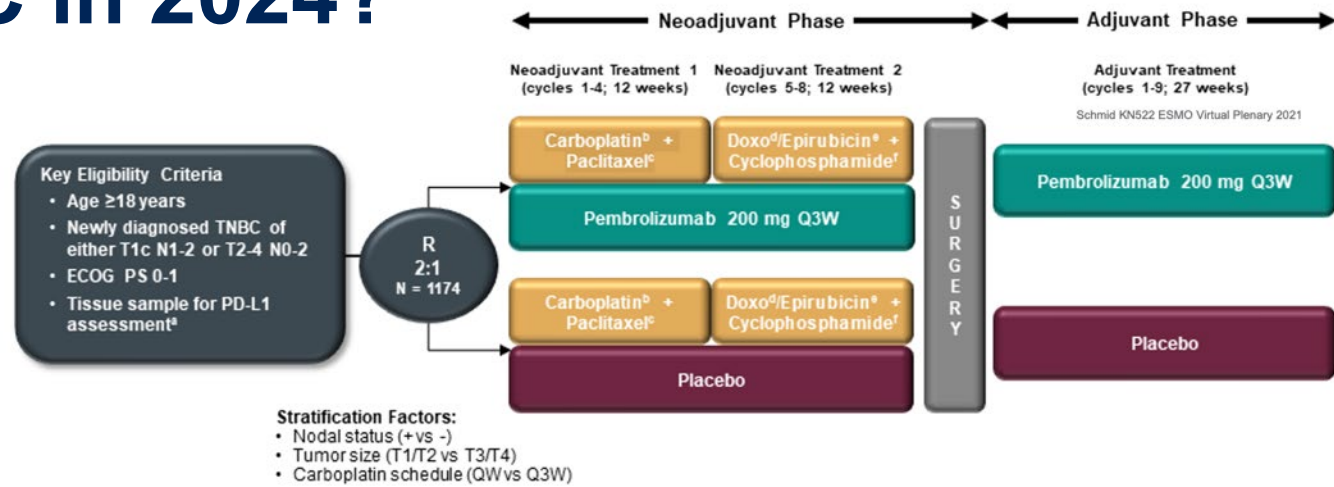 C in 2024?
Neoadjuvant Phase
Adjuvant Phase
Neoadjuvant Treatment 1
(cycles 1-4; 12 weeks)
Neoadjuvant Treatment 2
(cycles 5-8; 12 weeks)
Adjuvant Treatment
(cycles 1-9; 27 weeks)
Schmid KN522 ESMO Virtual Plenary 2021
Key Eligibility Criteria
• Age ≥18 years
• Newly diagnosed TNBC of
either T1c N1-2 or T2-4 N0-2
• ECOG PS 0-1
• Tissue sample for PD-L1
assessmentᵃ
R
2:1
N = 1174
Carboplatinᵇ +
Paclitaxelᶜ
Doxoᵈ/Epirubicinᵉ +
Cyclophosphamideᶠ
Pembrolizumab 200 mg Q3W
Carboplatinᵇ +
Paclitaxelᶜ
Doxoᵈ/Epirubicinᵉ +
Cyclophosphamideᶠ
Placebo
SURGERY
Pembrolizumab 200 mg Q3W
Placebo
Stratification Factors:
• Nodal status (+ vs -)
• Tumor size (T1/T2 vs T3/T4)
• Carboplatin schedule (QW vs Q3W)